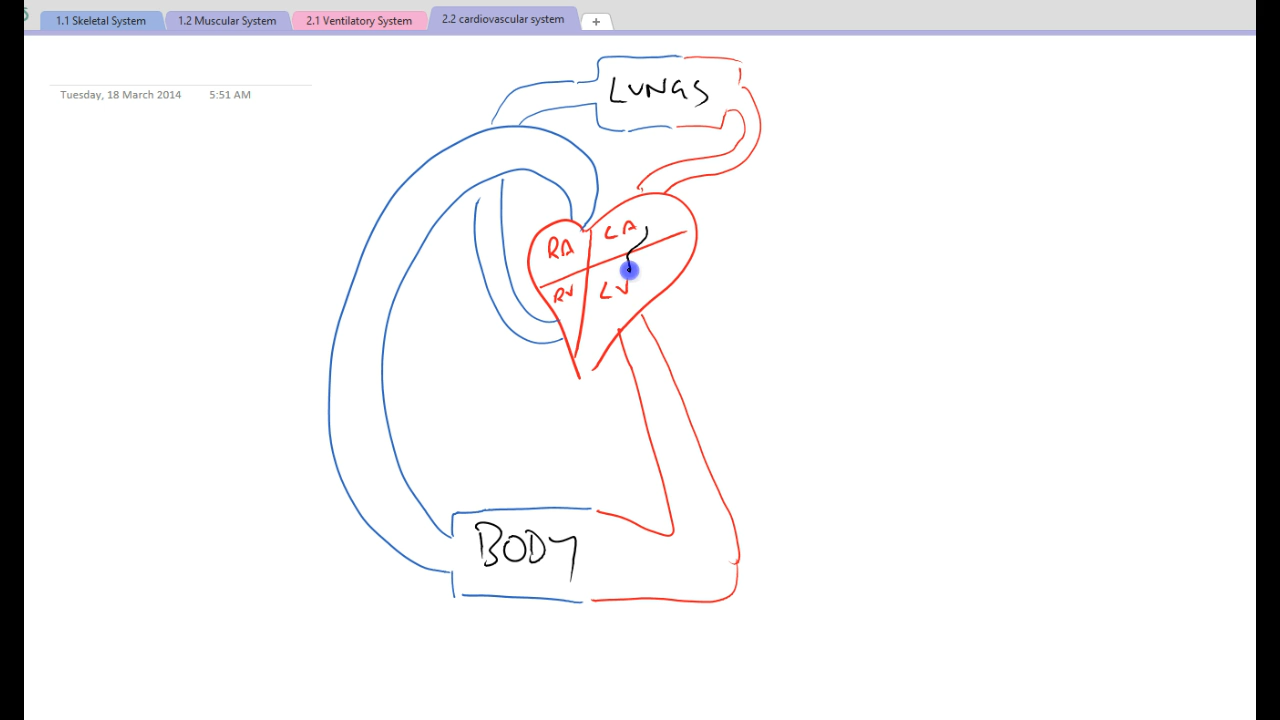 1.1 Skeletal System
1.2 Muscular System
2.1 Ventilatory System
2.2 cardiovascular system
+
Tuesday, 18 March 2014 5:51 AM
LUNGS
RA
LA
RV
LV
BODY